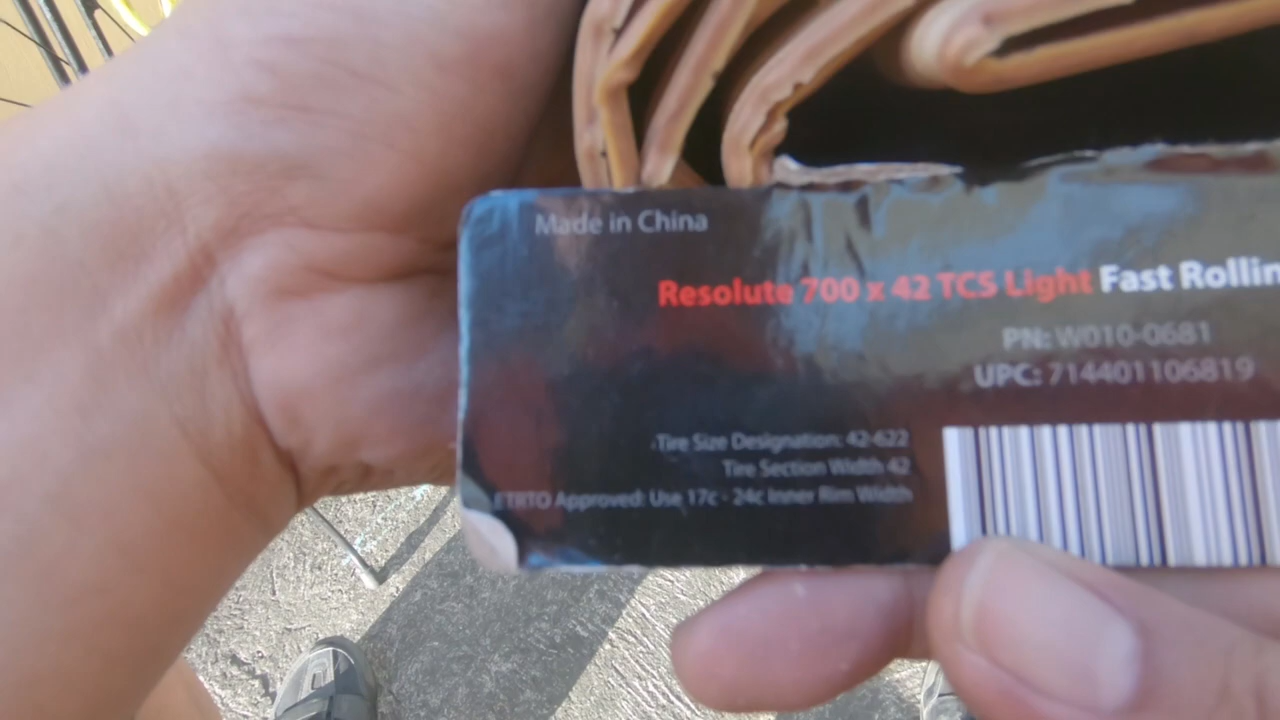 Made in China
Resolute 700 x 42 TCS Light Fast Rollin
PN: W010-0681
UPC: 714401106819
Tire Size Designation: 42-622
Tire Section Width 42
ETRTO Approved: Use 17c - 24c Inner Rim Width